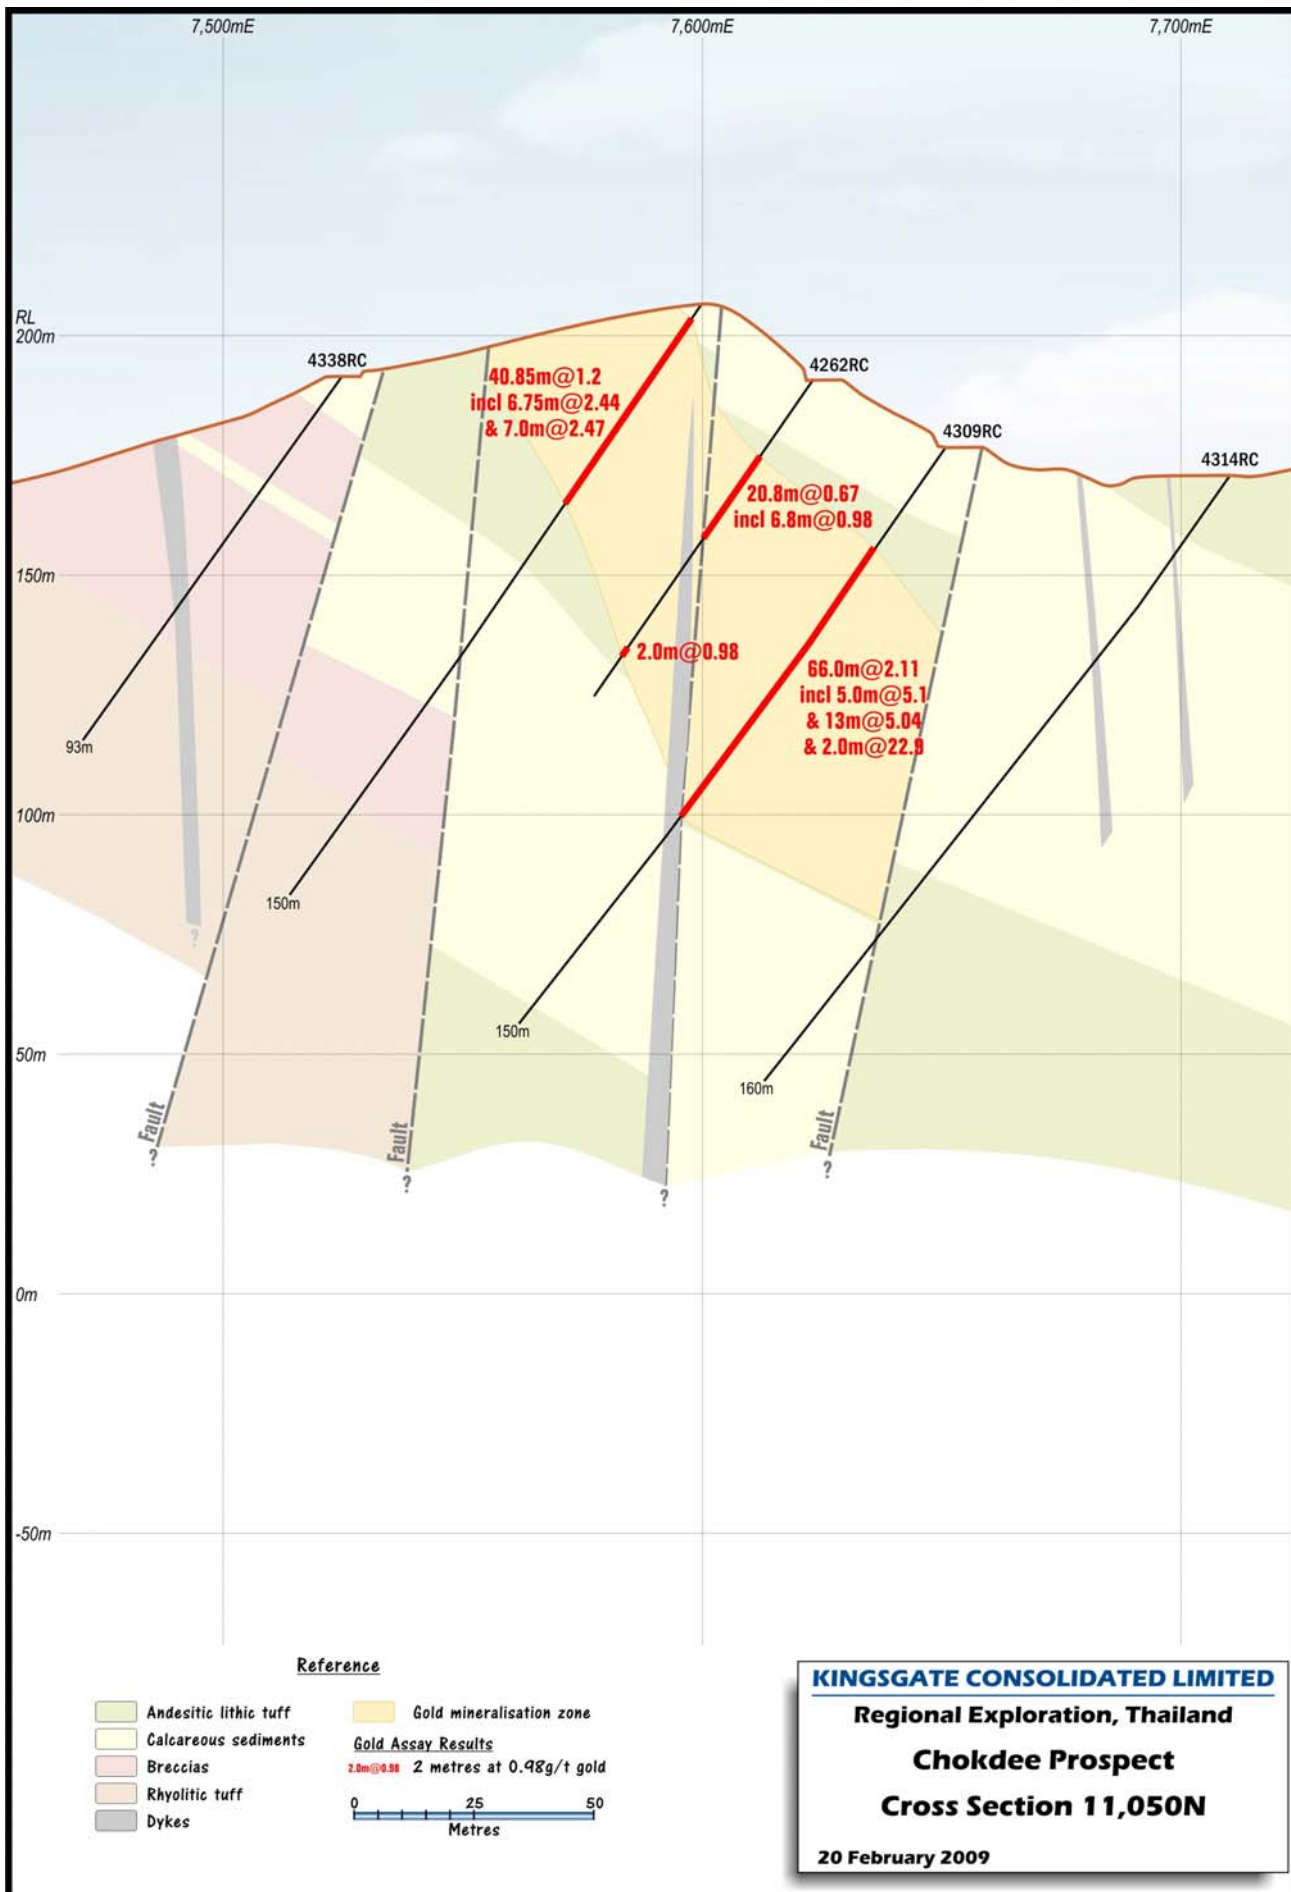 7,500mE
7,600mE
7,700mE
RL
200m
4338RC
4262RC
4309RC
4314RC
40.85m@1.2
incl 6.75m@2.44
& 7.0m@2.47
20.8m@0.67
incl 6.8m@0.98
150m
2.0m@0.98
66.0m@2.11
incl 5.0m@5.1
& 13m@5.04
& 2.0m@22.9
93m
100m
150m
?
150m
50m
160m
Fault
?
Fault
?
?
Fault
?
0m
-50m
Reference
Andesitic lithic tuff
Calcareous sediments
Breccias
Rhyolitic tuff
Dykes
Gold mineralisation zone
Gold Assay Results
2.0m@0.98 2 metres at 0.98g/t gold
0 25 50
Metres
KINGSGATE CONSOLIDATED LIMITED
Regional Exploration, Thailand
Chokdee Prospect
Cross Section 11,050N
20 February 2009